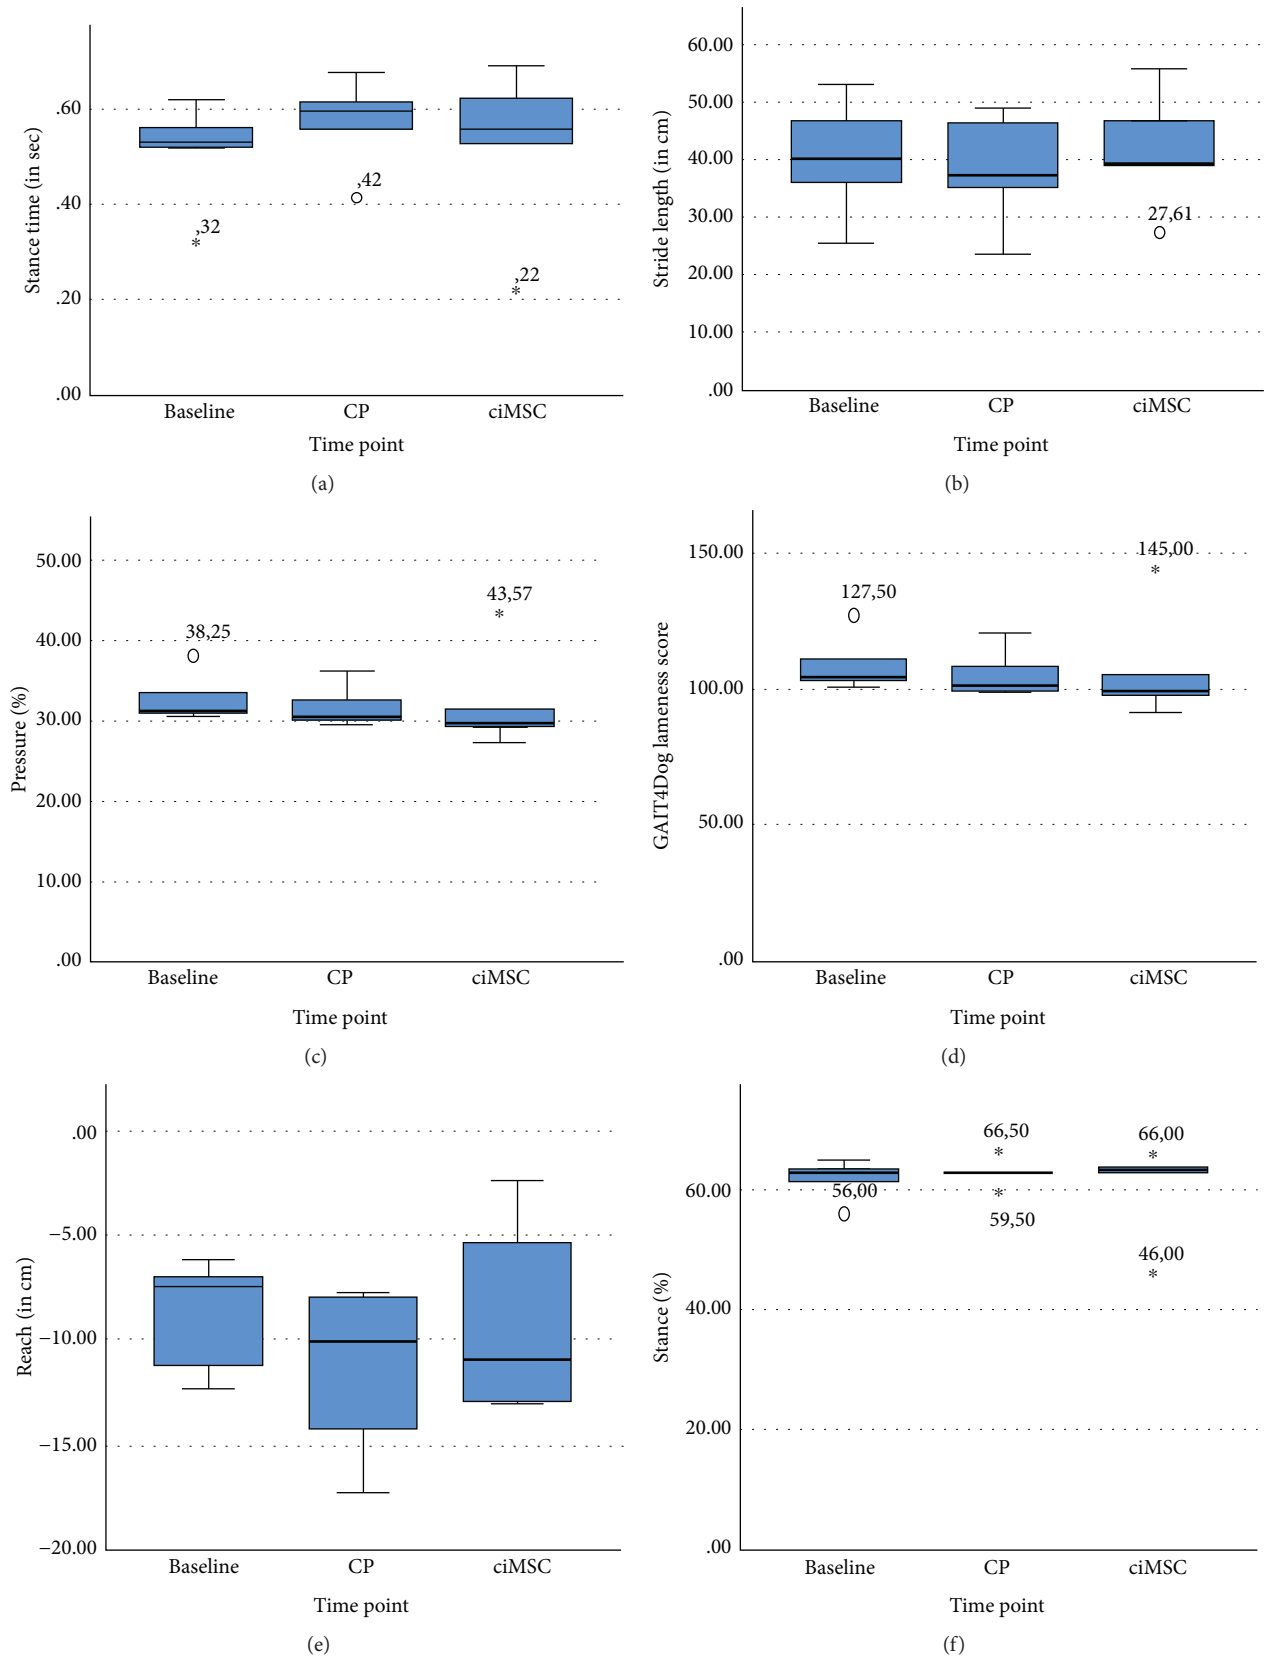 .60
.40
.20
.00
Stance time (in sec)
,32
,42
,22
Baseline CP ciMSC
Time point
(a)
60.00
50.00
40.00
30.00
20.00
10.00
.00
Stride length (in cm)
27,61
Baseline CP ciMSC
Time point
(b)
50.00
40.00
30.00
20.00
10.00
.00
Pressure (%)
38,25
43,57
Baseline CP ciMSC
Time point
(c)
150.00
100.00
50.00
.00
GAIT4Dog lameness score
127,50
145,00
Baseline CP ciMSC
Time point
(d)
.00
−5.00
−10.00
−15.00
−20.00
Reach (in cm)
Baseline CP ciMSC
Time point
(e)
60.00
40.00
20.00
.00
Stance (%)
56,00
66,50
59,50
66,00
46,00
Baseline CP ciMSC
Time point
(f)